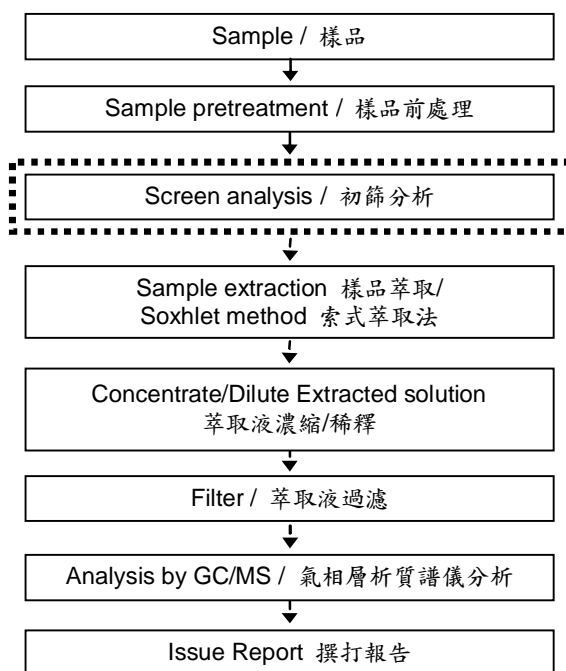 Sample / 樣品
Sample pretreatment / 樣品前處理
Screen analysis / 初篩分析
Sample extraction 樣品萃取/
Soxhlet method 索式萃取法
Concentrate/Dilute Extracted solution
萃取液濃縮/稀釋
Filter / 萃取液過濾
Analysis by GC/MS / 氣相層析質譜儀分析
Issue Report 撰打報告